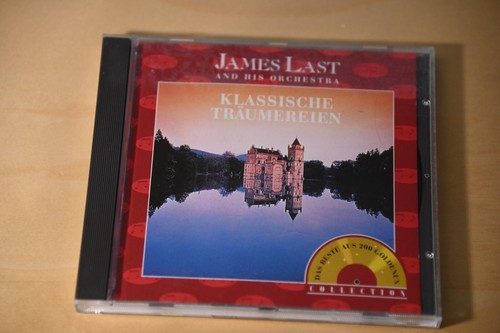 JAMES LAST
AND HIS ORCHESTRA
KLASSISCHE
TRÄUMEREIEN
DAS BESTE AUS 200 GOLDENEN
COLLECTION